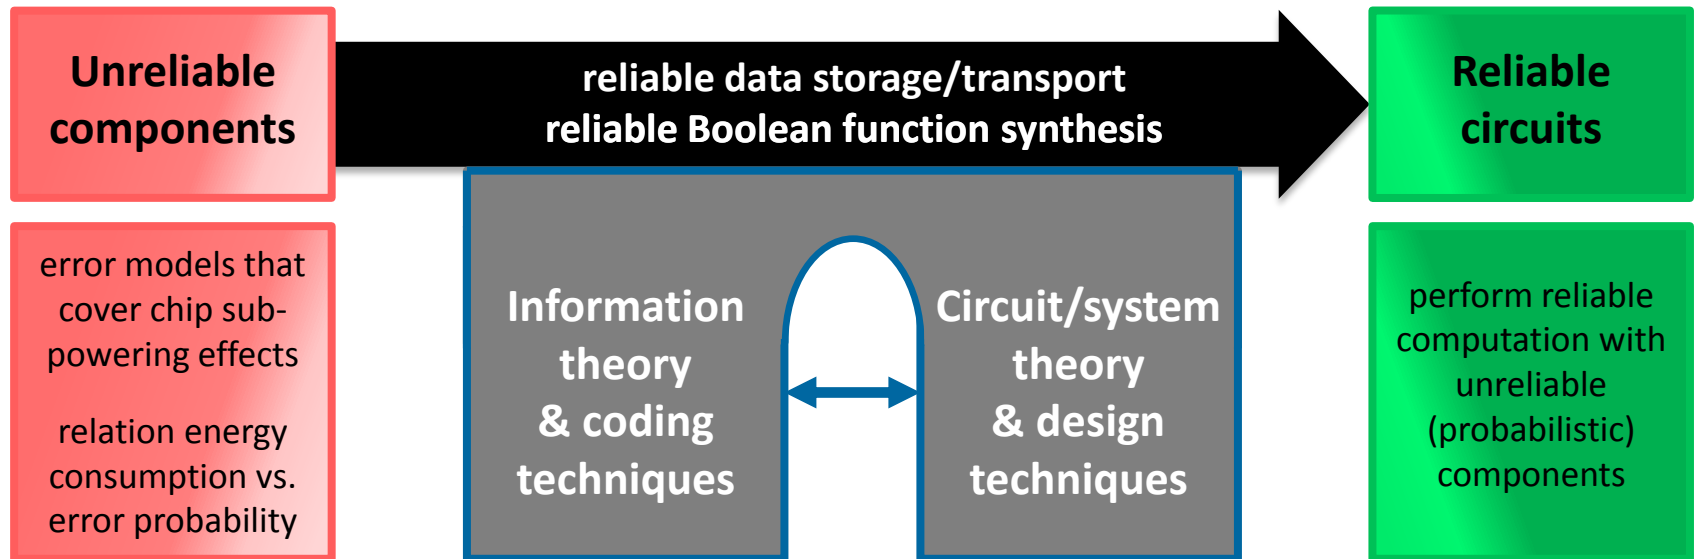 Unreliable
components
reliable data storage/transport
reliable Boolean function synthesis
Reliable
circuits
error models that
cover chip sub-
powering effects
relation energy
consumption vs.
error probability
Information
theory
& coding
techniques
Circuit/system
theory
& design
techniques
perform reliable
computation with
unreliable
(probabilistic)
components